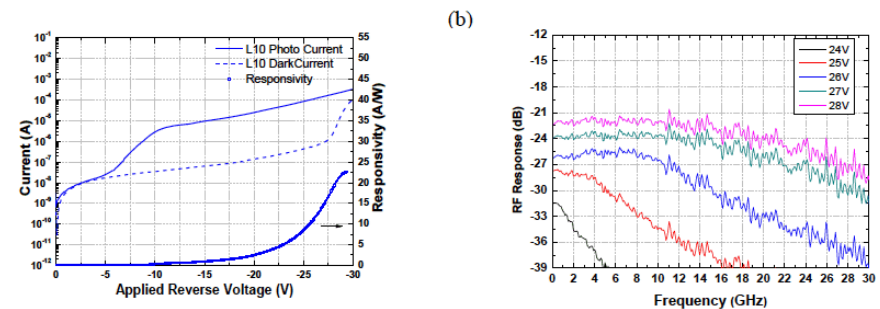 (b)
10⁻¹
10⁻²
10⁻³
10⁻⁴
10⁻⁵
10⁻⁶
10⁻⁷
10⁻⁸
10⁻⁹
10⁻¹⁰
10⁻¹¹
10⁻¹²
Current (A)
L10 Photo Current
L10 DarkCurrent
Responsivity
55
50
45
40
35
30
25
20
15
10
5
0
Responsivity (A/W)
0 -5 -10 -15 -20 -25 -30
Applied Reverse Voltage (V)
-12
-15
-18
-21
-24
-27
-30
-33
-36
-39
RF Response (dB)
24V
25V
26V
27V
28V
0 2 4 6 8 10 12 14 16 18 20 22 24 26 28 30
Frequency (GHz)